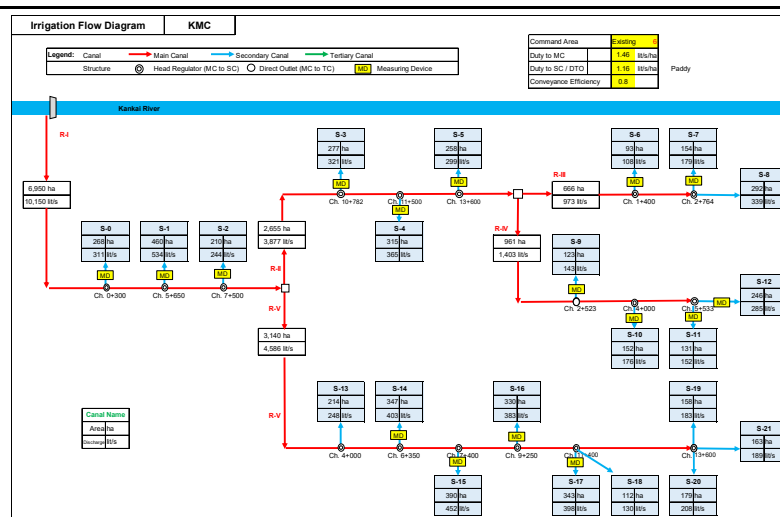 Irrigation Flow Diagram KMC
Legend: Canal Main Canal Secondary Canal Tertiary Canal
Structure Head Regulator (MC to SC) Direct Outlet (MC to TC) MD Measuring Device
Command Area Existing 6
Duty to MC 1.46 lit/s/ha
Duty to SC / DTO 1.16 lit/s/ha Paddy
Conveyance Efficiency 0.8
Kankai River
R-I
6,950 ha
10,150 lit/s
S-0
268 ha
311 lit/s
MD
Ch. 0+300
S-1
460 ha
534 lit/s
MD
Ch. 5+650
S-2
210 ha
244 lit/s
MD
Ch. 7+500
R-II
2,655 ha
3,877 lit/s
S-3
277 ha
321 lit/s
MD
Ch. 10+782
Ch. 11+500
MD
S-4
315 ha
365 lit/s
S-5
258 ha
299 lit/s
MD
Ch. 13+600
R-III
666 ha
973 lit/s
S-6
93 ha
108 lit/s
MD
Ch. 1+400
S-7
154 ha
179 lit/s
MD
Ch. 2+764
S-8
292 ha
339 lit/s
R-IV
961 ha
1,403 lit/s
S-9
123 ha
143 lit/s
MD
Ch. 2+523
Ch. 4+000
MD
S-10
152 ha
176 lit/s
Ch. 5+533
MD
S-11
131 ha
152 lit/s
MD
S-12
246 ha
285 lit/s
R-V
3,140 ha
4,586 lit/s
R-V
S-13
214 ha
248 lit/s
Ch. 4+000
S-14
347 ha
403 lit/s
MD
Ch. 6+350
MD
S-15
390 ha
452 lit/s
S-16
330 ha
383 lit/s
MD
Ch. 9+250
MD
S-17
343 ha
398 lit/s
S-18
112 ha
130 lit/s
S-19
158 ha
183 lit/s
Ch. 13+600
S-20
179 ha
208 lit/s
S-21
163 ha
189 lit/s
Canal Name
Area ha
Discharge lit/s